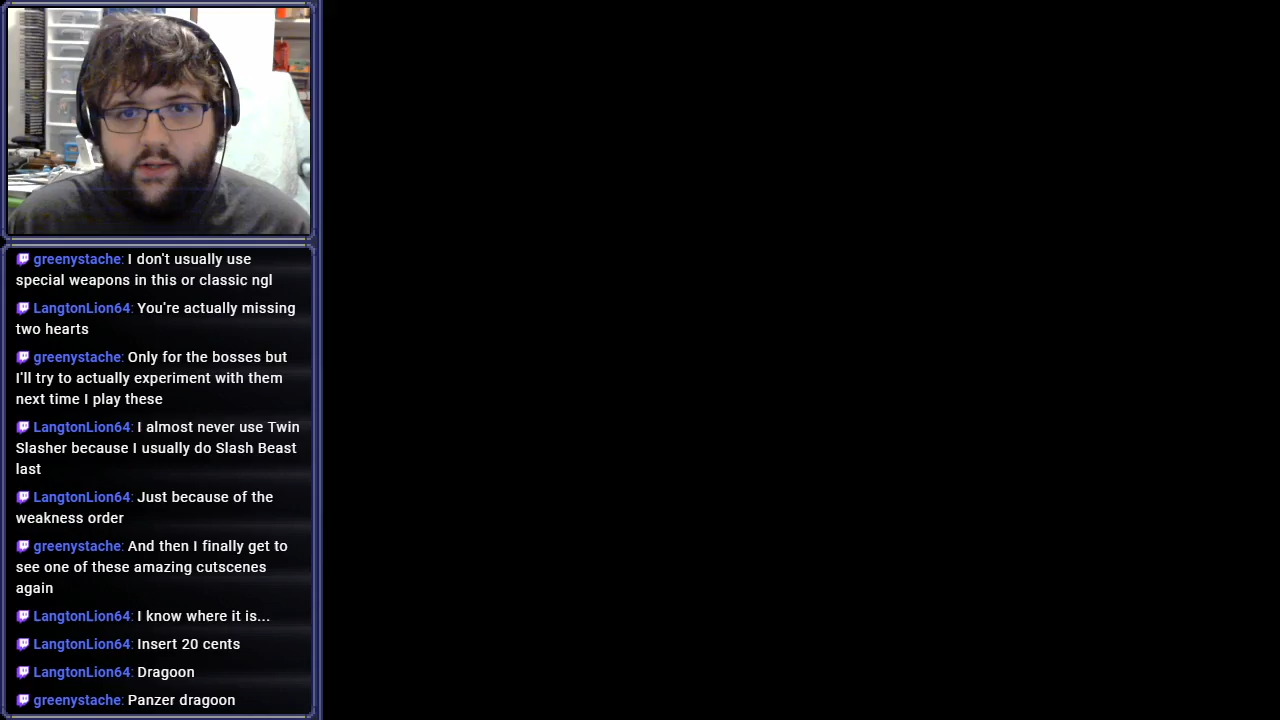 greenystache: I don't usually use
special weapons in this or classic ngl
LangtonLion64: You're actually missing
two hearts
greenystache: Only for the bosses but
I'll try to actually experiment with them
next time I play these
LangtonLion64: I almost never use Twin
Slasher because I usually do Slash Beast
last
LangtonLion64: Just because of the
weakness order
greenystache: And then I finally get to
see one of these amazing cutscenes
again
LangtonLion64: I know where it is...
LangtonLion64: Insert 20 cents
LangtonLion64: Dragoon
greenystache: Panzer dragoon